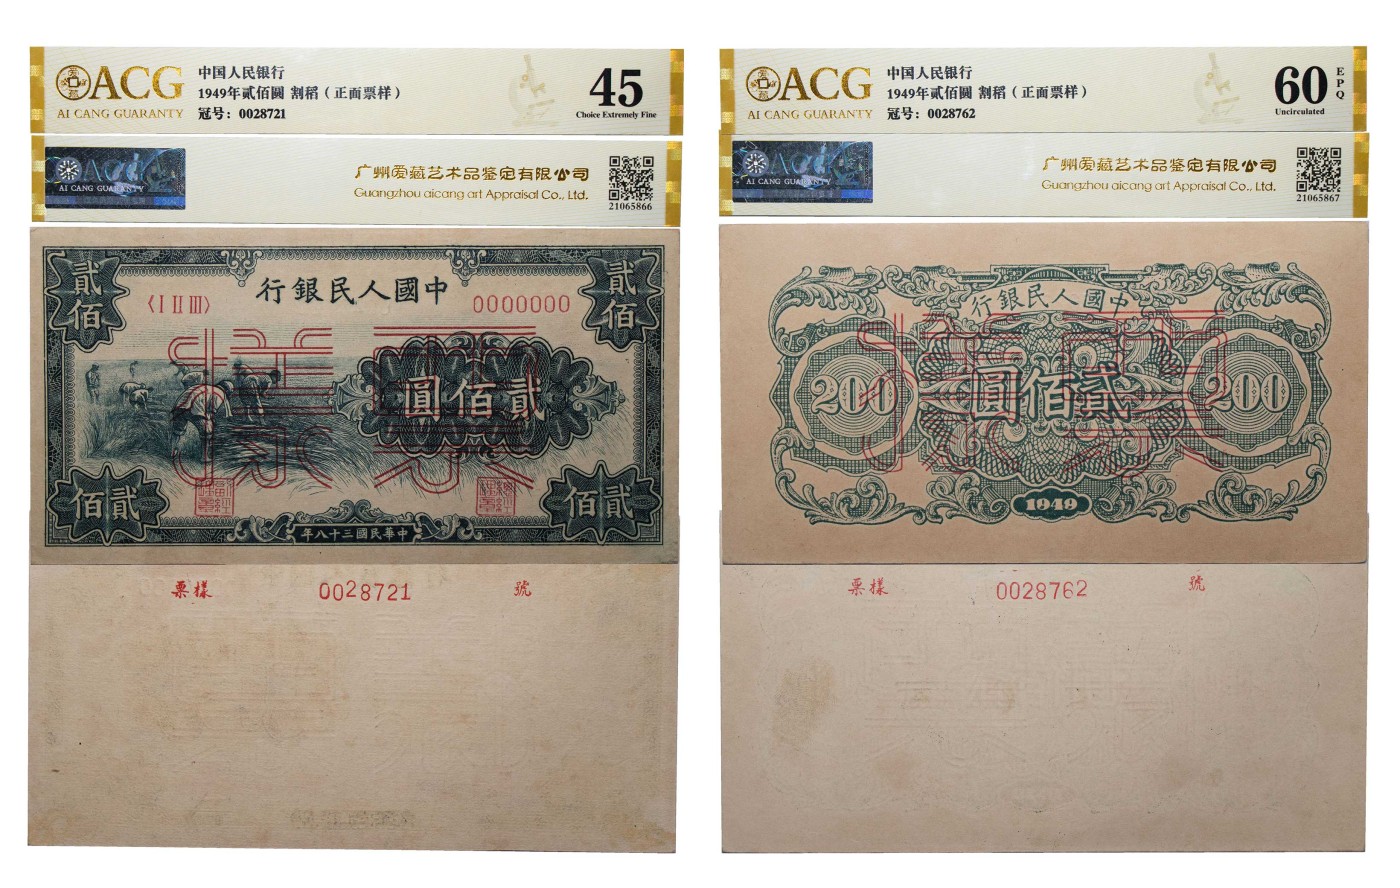 ACG
AI CANG GUARANTY
中国人民银行
1949年贰佰圆 割稻（正面票样）
冠号：0028721
45
Choice Extremely Fine
ACG
AI CANG GUARANTY
广州爱藏艺术品鉴定有限公司
Guangzhou aicang art Appraisal Co., Ltd.
21065866
貳佰
行銀民人國中
貳佰
〈I II III〉
0000000
樣票
圓佰貳
佰貳
佰貳
年八十三國民華中
票樣
0028721
號
ACG
AI CANG GUARANTY
中国人民银行
1949年贰佰圆 割稻（正面票样）
冠号：0028762
60
EPQ
Uncirculated
ACG
AI CANG GUARANTY
广州爱藏艺术品鉴定有限公司
Guangzhou aicang art Appraisal Co., Ltd.
21065867
行銀民人國中
樣票
200
圓佰貳
200
1949
票樣
0028762
號